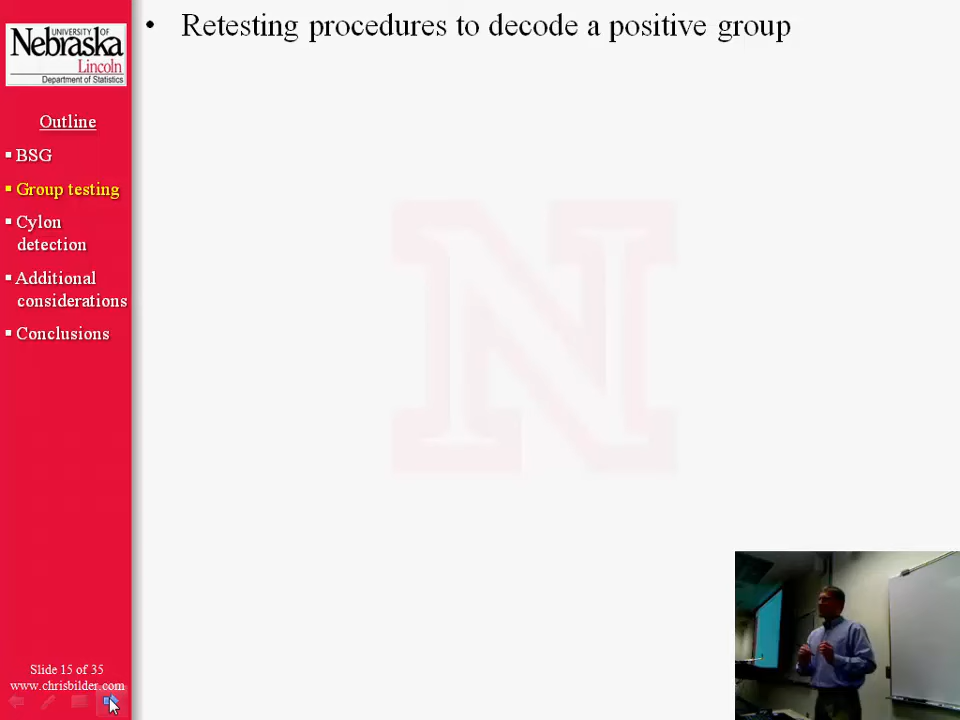 UNIVERSITY OF
Nebraska
Lincoln
Department of Statistics
Outline
▪ BSG
▪ Group testing
▪ Cylon
detection
▪ Additional
considerations
▪ Conclusions
Slide 15 of 35
www.chrisbilder.com
• Retesting procedures to decode a positive group
N